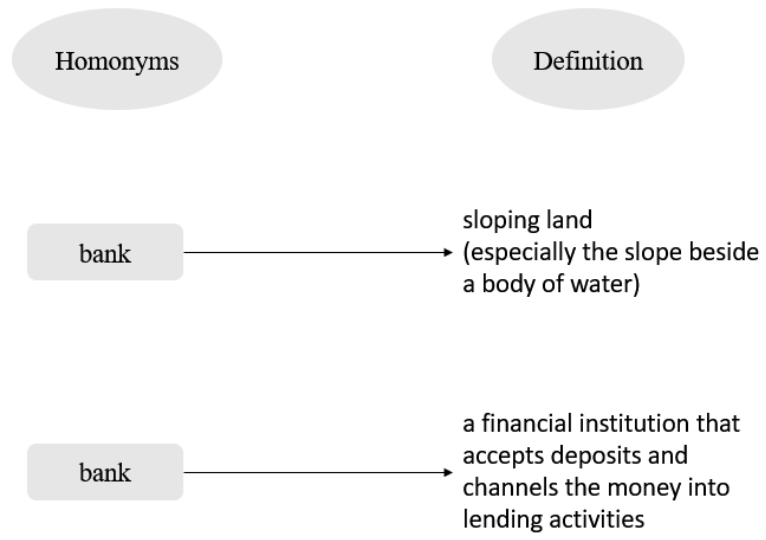 Homonyms
Definition
bank
sloping land
(especially the slope beside
a body of water)
bank
a financial institution that
accepts deposits and
channels the money into
lending activities